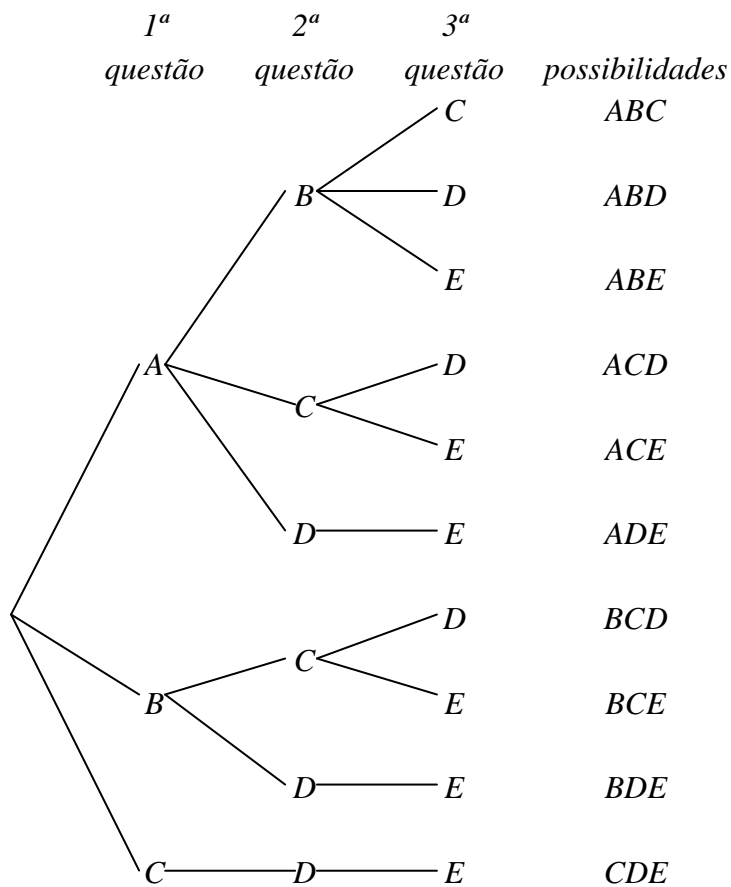 1ª 2ª 3ª
questão questão questão possibilidades
C ABC
B D ABD
E ABE
A D ACD
C
E ACE
D E ADE
D BCD
C
B E BCE
D E BDE
C D E CDE